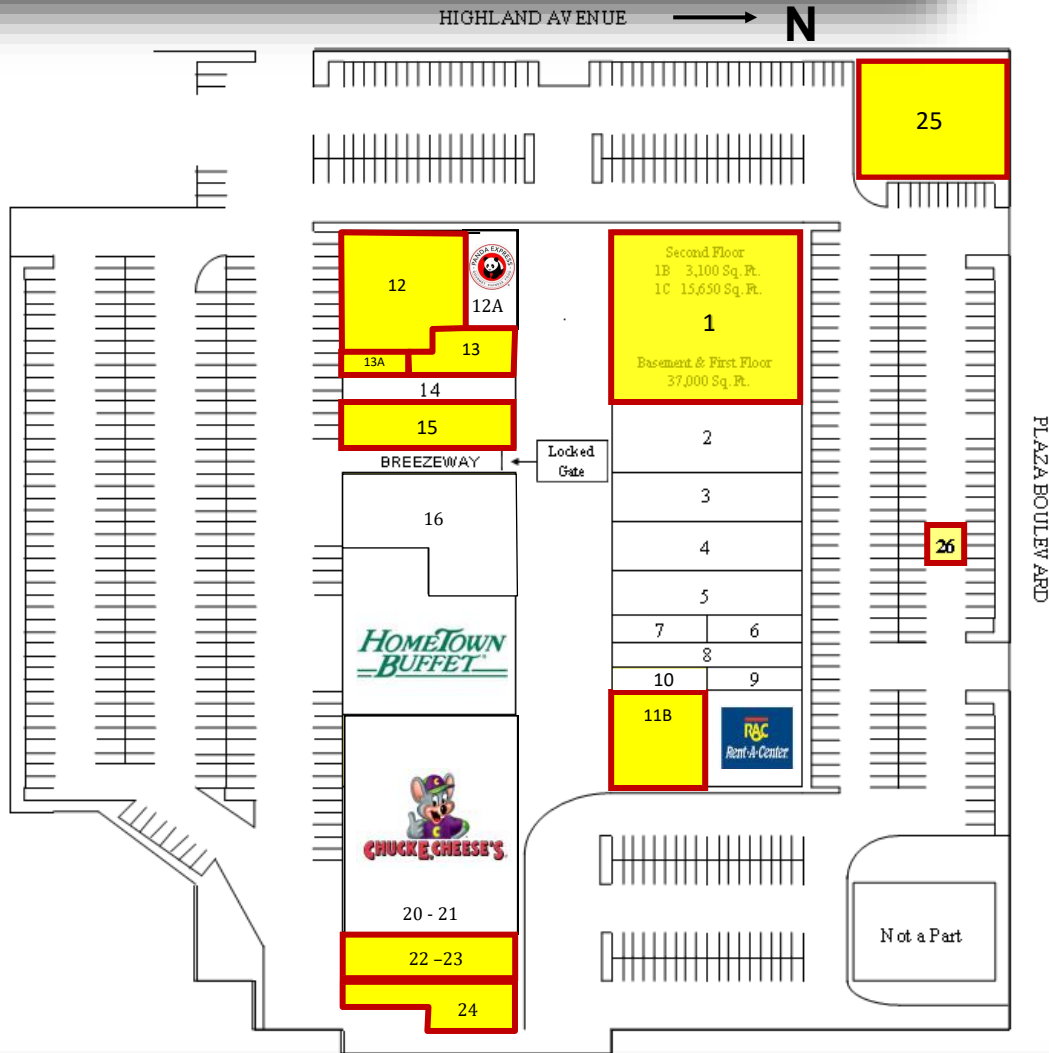 HIGHLAND AVENUE
N
25
12
PANDA EXPRESS
12A
13
13A
14
15
BREEZEWAY
Locked
Gate
16
HOMETOWN
BUFFET
CHUCK E. CHEESE'S
20 - 21
22 –23
24
Second Floor
1B 3,100 Sq. Ft.
1C 15,650 Sq. Ft.
1
Basement & First Floor
37,000 Sq. Ft.
2
3
4
5
7
6
8
10
9
11B
RAC
Rent-A-Center
26
PLAZA BOULEVARD
Not a Part